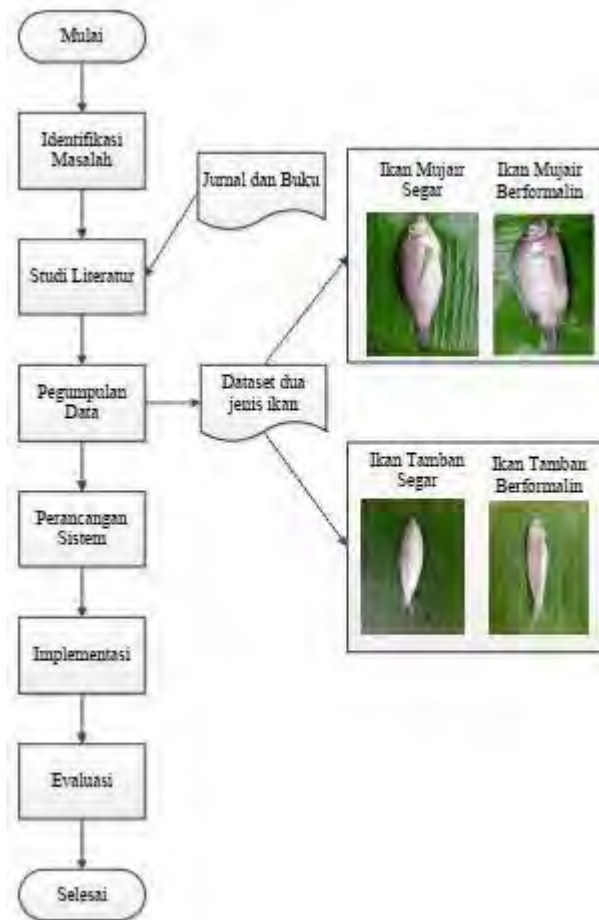 Mulai
Identifikasi
Masalah
Jurnal dan Buku
Studi Literatur
Ikan Mujair
Segar
Ikan Mujair
Berformalin
Pegumpulan
Data
Dataset dua
jenis ikan
Ikan Tamban
Segar
Ikan Tamban
Berformalin
Perancangan
Sistem
Implementasi
Evaluasi
Selesai